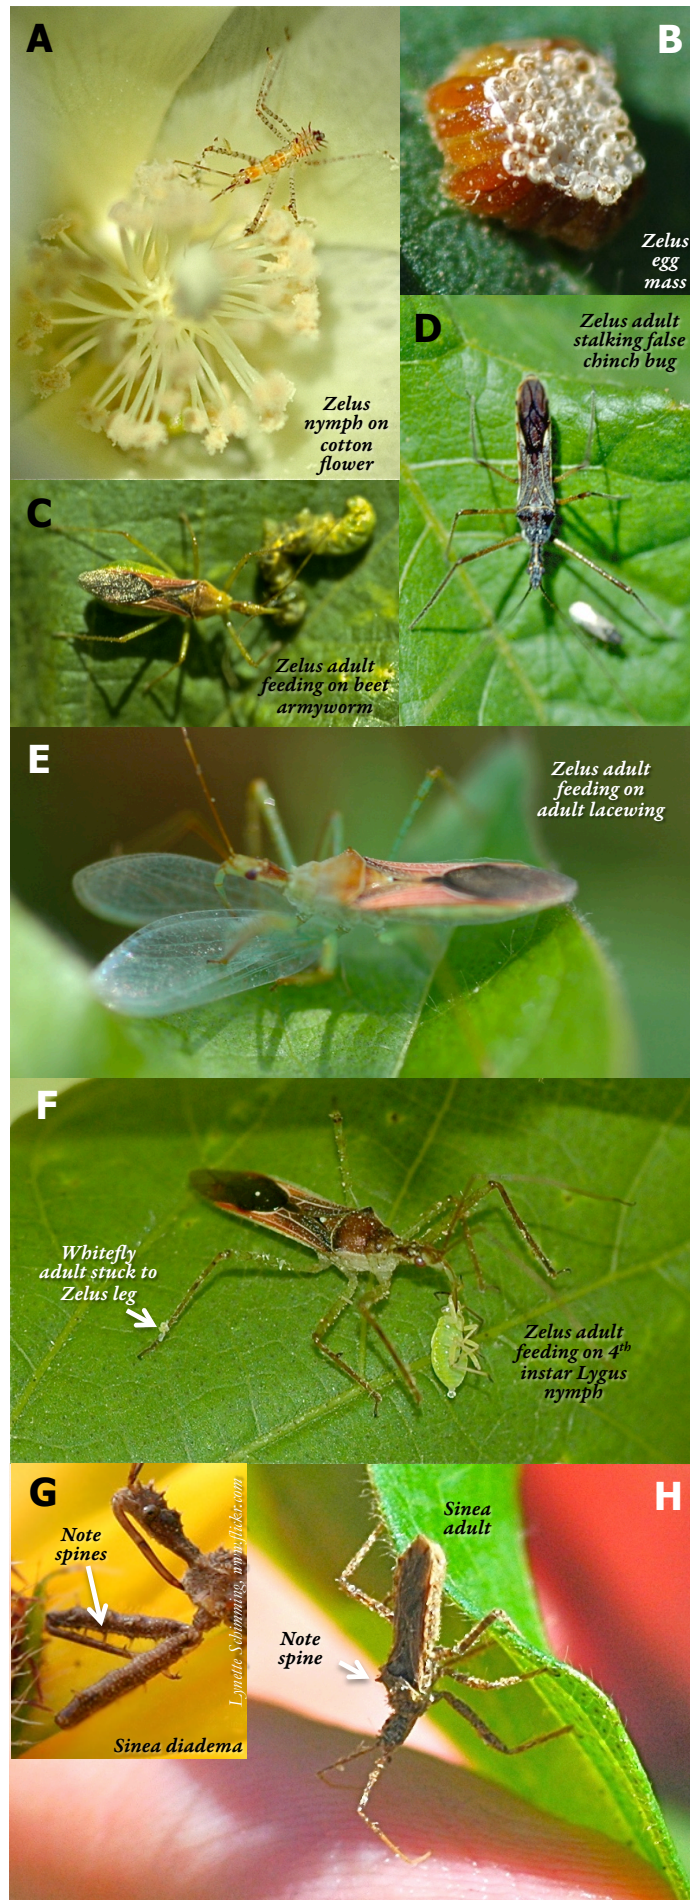 A
Zelus
nymph on
cotton
flower
B
Zelus
egg
mass
C
Zelus adult
feeding on beet
armyworm
D
Zelus adult
stalking false
chinch bug
E
Zelus adult
feeding on
adult lacewing
F
Whitefly
adult stuck to
Zelus leg
Zelus adult
feeding on 4th
instar Lygus
nymph
G
Note
spines
Lynette Schimming, www.flickr.com
Sinea diadema
H
Sinea
adult
Note
spine